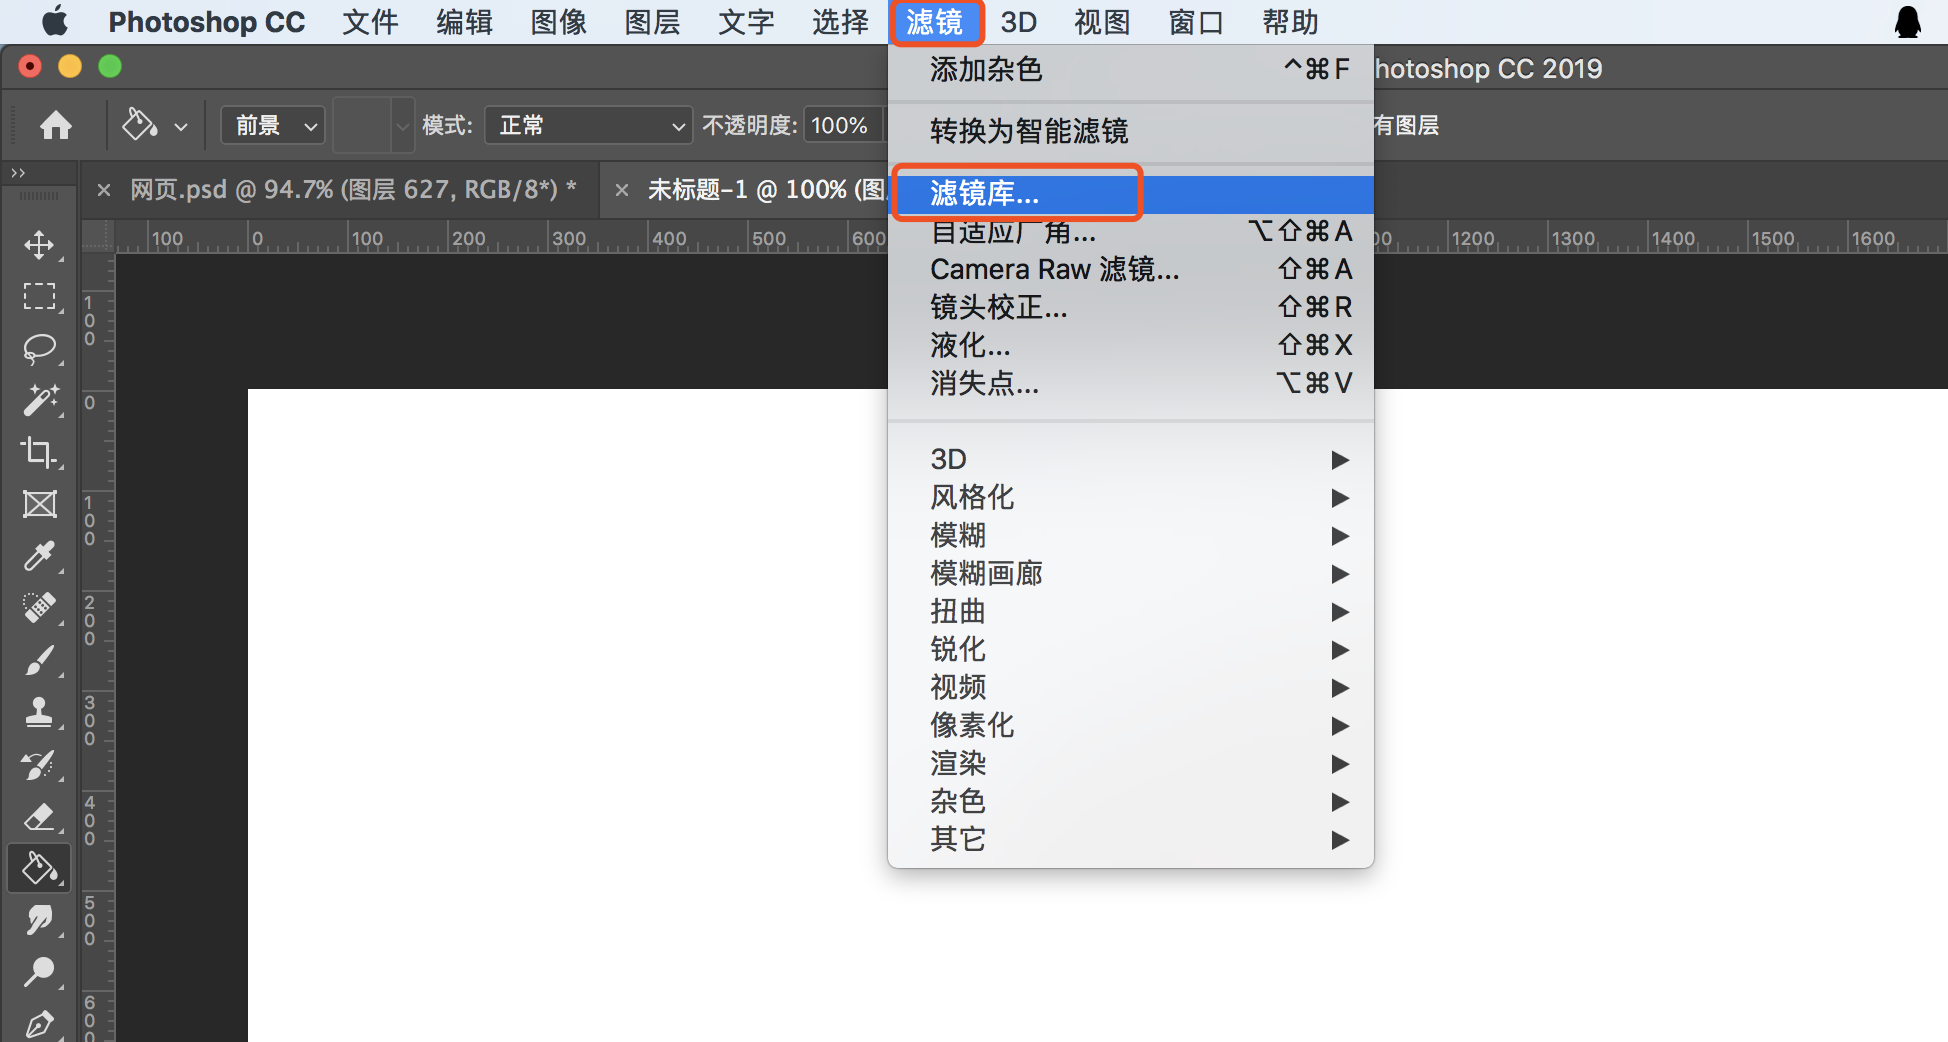 Photoshop CC 文件 编辑 图像 图层 文字 选择 滤镜 3D 视图 窗口 帮助
hotoshop CC 2019
前景 模式: 正常 不透明度: 100% 有图层
× 网页.psd @ 94.7% (图层 627, RGB/8*) * × 未标题-1 @ 100% (图
100 0 100 200 300 400 500 600 00 1200 1300 1400 1500 1600
添加杂色 ^⌘F
转换为智能滤镜
滤镜库...
自适应广角... ⌥⇧⌘A
Camera Raw 滤镜... ⇧⌘A
镜头校正... ⇧⌘R
液化... ⇧⌘X
消失点... ⌥⌘V
3D ▶
风格化 ▶
模糊 ▶
模糊画廊 ▶
扭曲 ▶
锐化 ▶
视频 ▶
像素化 ▶
渲染 ▶
杂色 ▶
其它 ▶
100
0
100
200
300
400
500
600